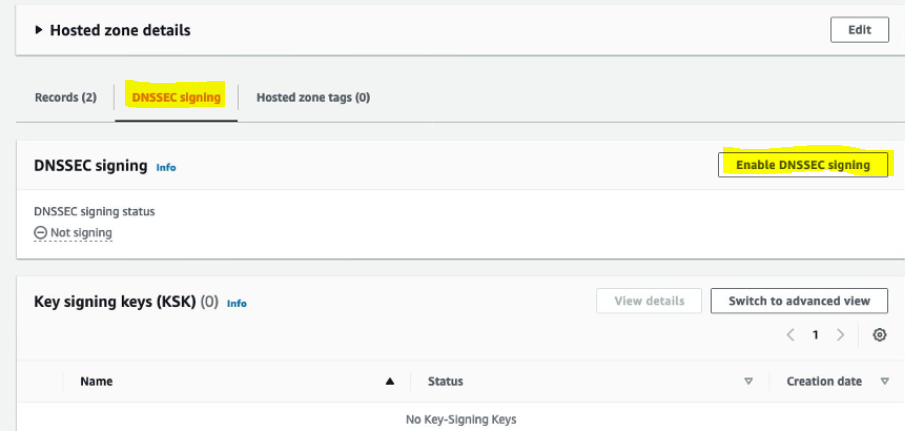 Hosted zone details Edit
Records (2) DNSSEC signing Hosted zone tags (0)
DNSSEC signing Info Enable DNSSEC signing
DNSSEC signing status
Not signing
Key signing keys (KSK) (0) Info View details Switch to advanced view
1
Name Status Creation date
No Key-Signing Keys